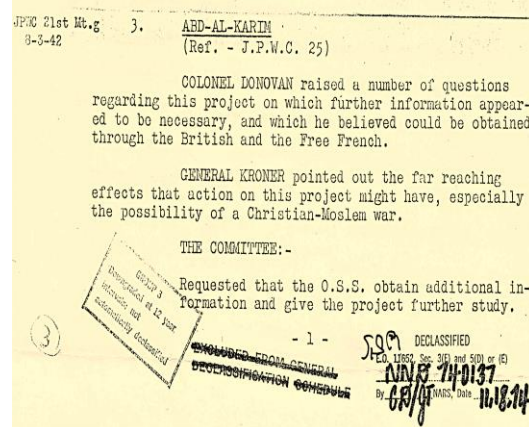 JPWC 21st Mt.g 3. ABD-AL-KARIM
8-3-42 (Ref. - J.P.W.C. 25)
COLONEL DONOVAN raised a number of questions
regarding this project on which further information appear-
ed to be necessary, and which he believed could be obtained
through the British and the Free French.
GENERAL KRONER pointed out the far reaching
effects that action on this project might have, especially
the possibility of a Christian-Moslem war.
THE COMMITTEE:-
Requested that the O.S.S. obtain additional in-
formation and give the project further study.
GROUP 3
Downgraded at 12 year
intervals; not
automatically declassified
3
- 1 -
EXCLUDED FROM GENERAL
DECLASSIFICATION SCHEDULE
DECLASSIFIED
E.O. 11652, Sec. 3(E) and 5(D) or (E)
NND 740137
By NARS, Date 11.18.74